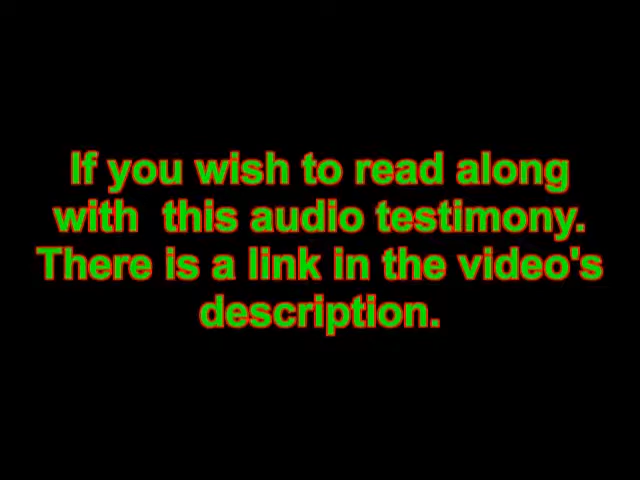 If you wish to read along
with  this audio testimony.
There is a link in the video's
description.